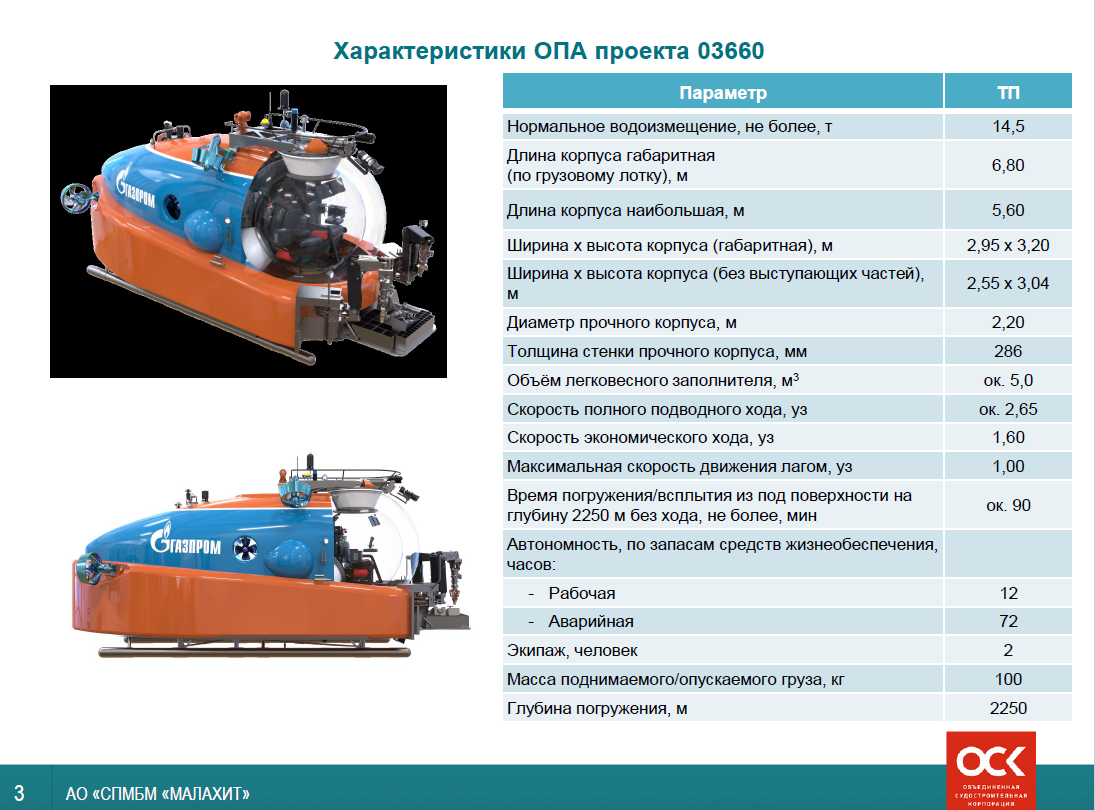 Характеристики ОПА проекта 03660
Параметр ТП
Нормальное водоизмещение, не более, т 14,5
Длина корпуса габаритная
(по грузовому лотку), м 6,80
Длина корпуса наибольшая, м 5,60
Ширина х высота корпуса (габаритная), м 2,95 х 3,20
Ширина х высота корпуса (без выступающих частей),
м 2,55 х 3,04
Диаметр прочного корпуса, м 2,20
Толщина стенки прочного корпуса, мм 286
Объём легковесного заполнителя, м³ ок. 5,0
Скорость полного подводного хода, уз ок. 2,65
Скорость экономического хода, уз 1,60
Максимальная скорость движения лагом, уз 1,00
Время погружения/всплытия из под поверхности на
глубину 2250 м без хода, не более, мин ок. 90
Автономность, по запасам средств жизнеобеспечения,
часов:
- Рабочая 12
- Аварийная 72
Экипаж, человек 2
Масса поднимаемого/опускаемого груза, кг 100
Глубина погружения, м 2250
ГАЗПРОМ
ГАЗПРОМ
3 АО «СПМБМ «МАЛАХИТ»
ОСК
ОБЪЕДИНЕННАЯ
СУДОСТРОИТЕЛЬНАЯ
КОРПОРАЦИЯ